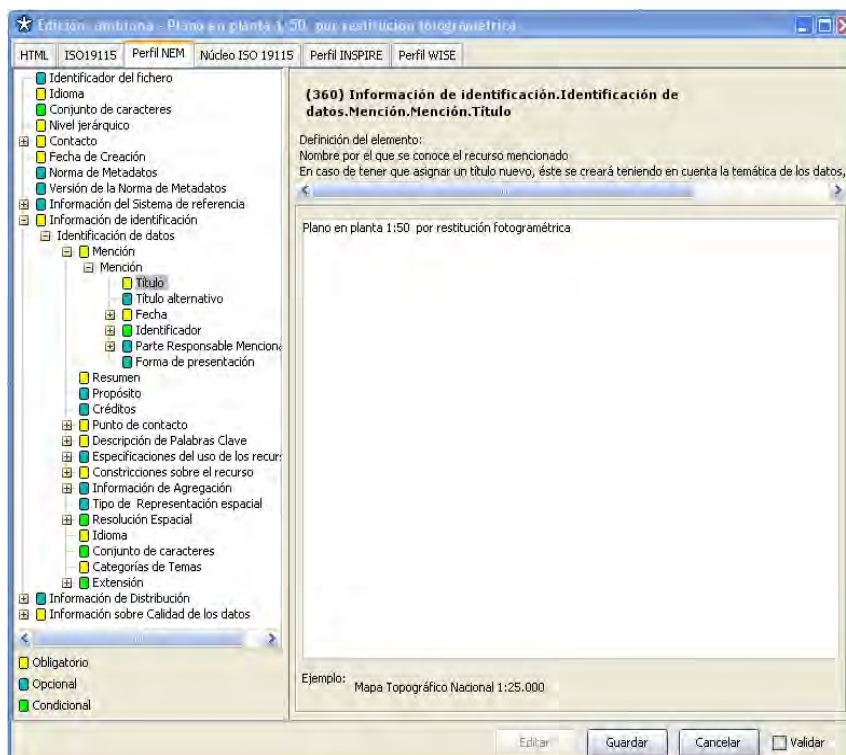 Edición: ambrona - Plano en planta 1:50 por restitución fotogramétrica
HTML ISO19115 Perfil NEM Núcleo ISO 19115 Perfil INSPIRE Perfil WISE
Identificador del fichero
Idioma
Conjunto de caracteres
Nivel jerárquico
Contacto
Fecha de Creación
Norma de Metadatos
Versión de la Norma de Metadatos
Información del Sistema de referencia
Información de identificación
Identificación de datos
Mención
Mención
Título
Título alternativo
Fecha
Identificador
Parte Responsable Menciona
Forma de presentación
Resumen
Propósito
Créditos
Punto de contacto
Descripción de Palabras Clave
Especificaciones del uso de los recurs
Constricciones sobre el recurso
Información de Agregación
Tipo de Representación espacial
Resolución Espacial
Idioma
Conjunto de caracteres
Categorías de Temas
Extensión
Información de Distribución
Información sobre Calidad de los datos
Obligatorio
Opcional
Condicional
(360) Información de identificación.Identificación de
datos.Mención.Mención.Título
Definición del elemento:
Nombre por el que se conoce el recurso mencionado
En caso de tener que asignar un título nuevo, éste se creará teniendo en cuenta la temática de los datos,
Plano en planta 1:50 por restitución fotogramétrica
Ejemplo: Mapa Topográfico Nacional 1:25.000
Editar Guardar Cancelar Validar